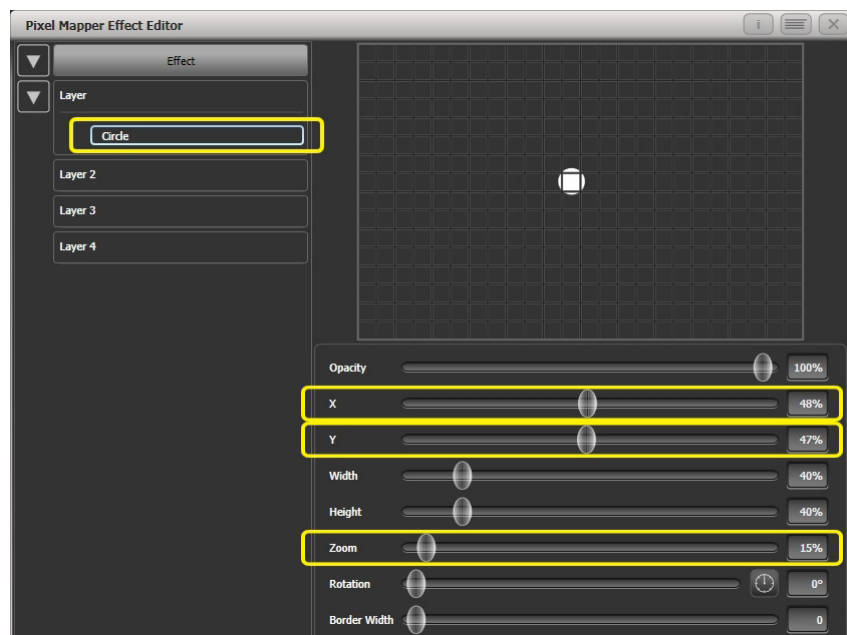 Pixel Mapper Effect Editor
i
Effect
Layer
Circle
Layer 2
Layer 3
Layer 4
Opacity 100%
X 48%
Y 47%
Width 40%
Height 40%
Zoom 15%
Rotation 0°
Border Width 0